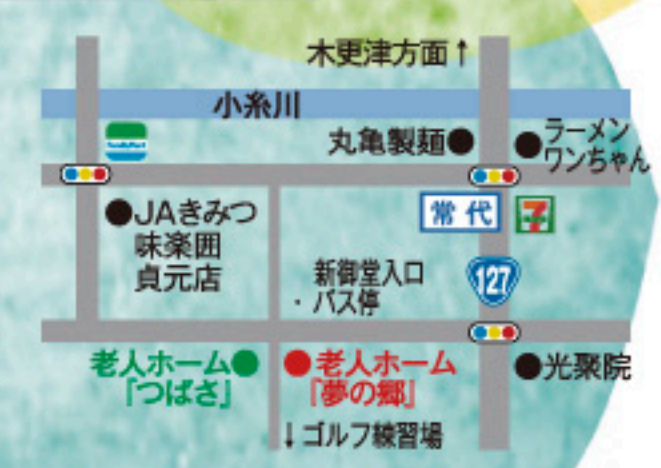 木更津方面↑
小糸川
FamilyMart
丸亀製麺●
●ラーメン
ワンちゃん
●JAきみつ
味楽囲
貞元店
常代
7
新御堂入口
・バス停
127
老人ホーム●
『つばさ』
●老人ホーム
『夢の郷』
●光聚院
↓ゴルフ練習場